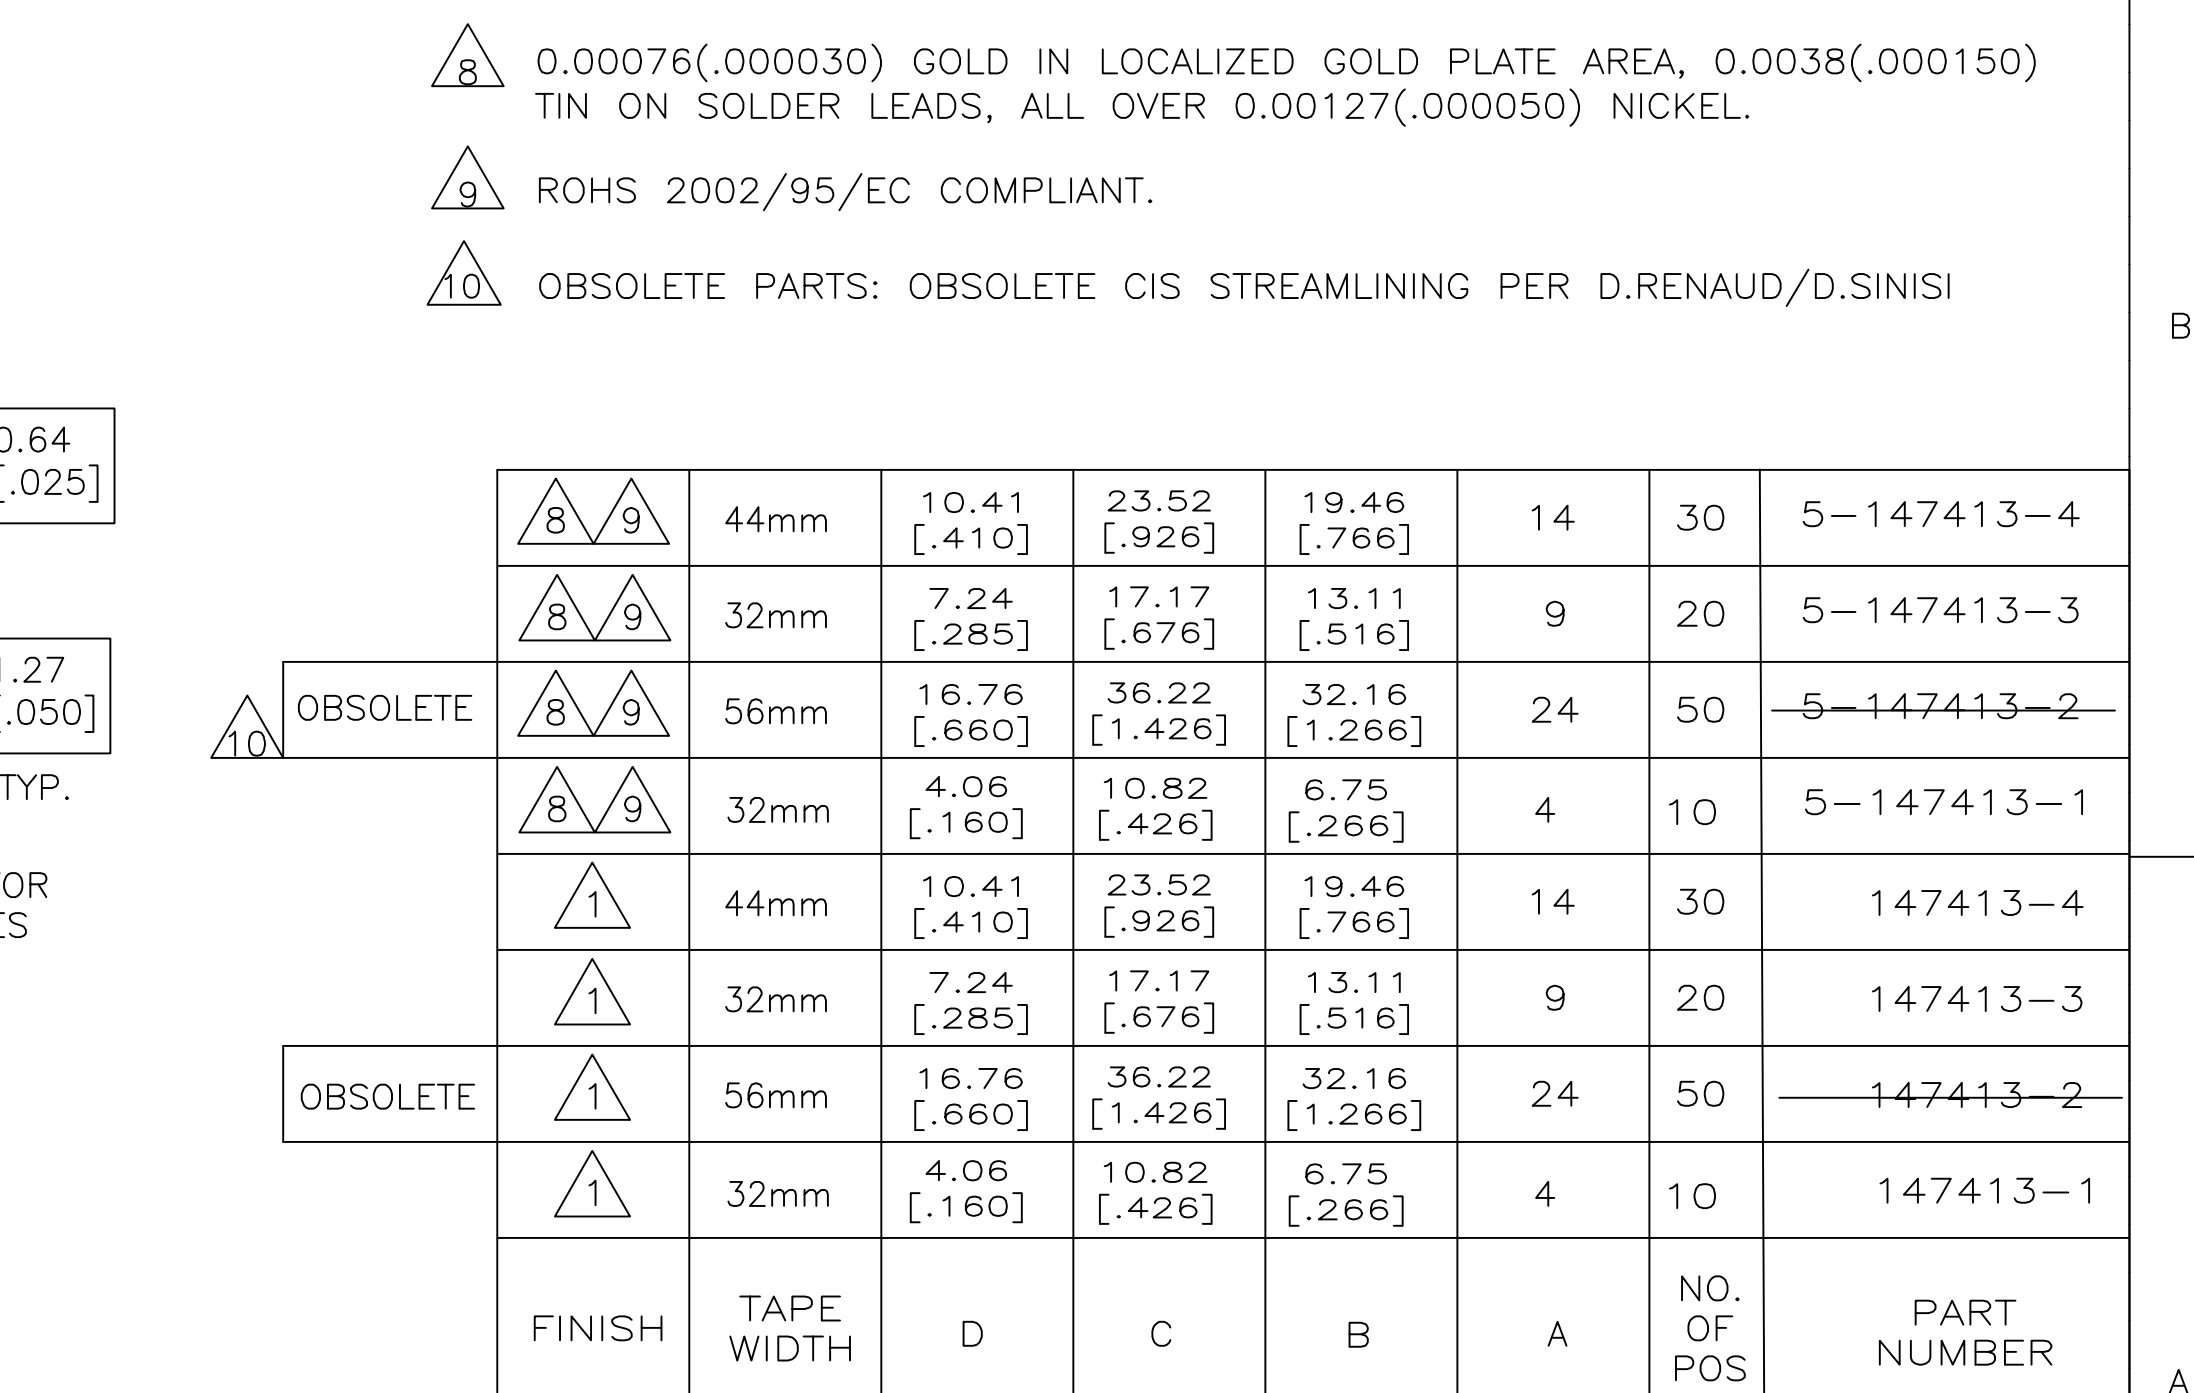 8 0.00076(.000030) GOLD IN LOCALIZED GOLD PLATE AREA, 0.0038(.000150)
TIN ON SOLDER LEADS, ALL OVER 0.00127(.000050) NICKEL.
9 ROHS 2002/95/EC COMPLIANT.
10 OBSOLETE PARTS: OBSOLETE CIS STREAMLINING PER D.RENAUD/D.SINISI
B
0.64
[.025]
1.27
[.050]
TYP.
8 9 44mm 10.41 [.410] 23.52 [.926] 19.46 [.766] 14 30 5-147413-4
8 9 32mm 7.24 [.285] 17.17 [.676] 13.11 [.516] 9 20 5-147413-3
10 OBSOLETE 8 9 56mm 16.76 [.660] 36.22 [1.426] 32.16 [1.266] 24 50 5-147413-2
8 9 32mm 4.06 [.160] 10.82 [.426] 6.75 [.266] 4 10 5-147413-1
1 44mm 10.41 [.410] 23.52 [.926] 19.46 [.766] 14 30 147413-4
1 32mm 7.24 [.285] 17.17 [.676] 13.11 [.516] 9 20 147413-3
OBSOLETE 1 56mm 16.76 [.660] 36.22 [1.426] 32.16 [1.266] 24 50 147413-2
1 32mm 4.06 [.160] 10.82 [.426] 6.75 [.266] 4 10 147413-1
FINISH TAPE WIDTH D C B A NO. OF POS PART NUMBER
A